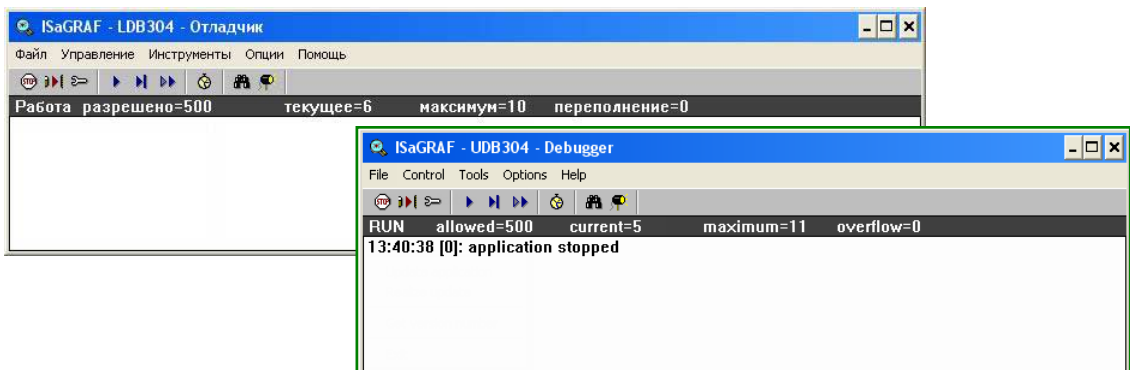 ISaGRAF - LDB304 - Отладчик
Файл Управление Инструменты Опции Помощь
STOP
Работа разрешено=500 текущее=6 максимум=10 переполнение=0
ISaGRAF - UDB304 - Debugger
File Control Tools Options Help
STOP
RUN allowed=500 current=5 maximum=11 overflow=0
13:40:38 [0]: application stopped